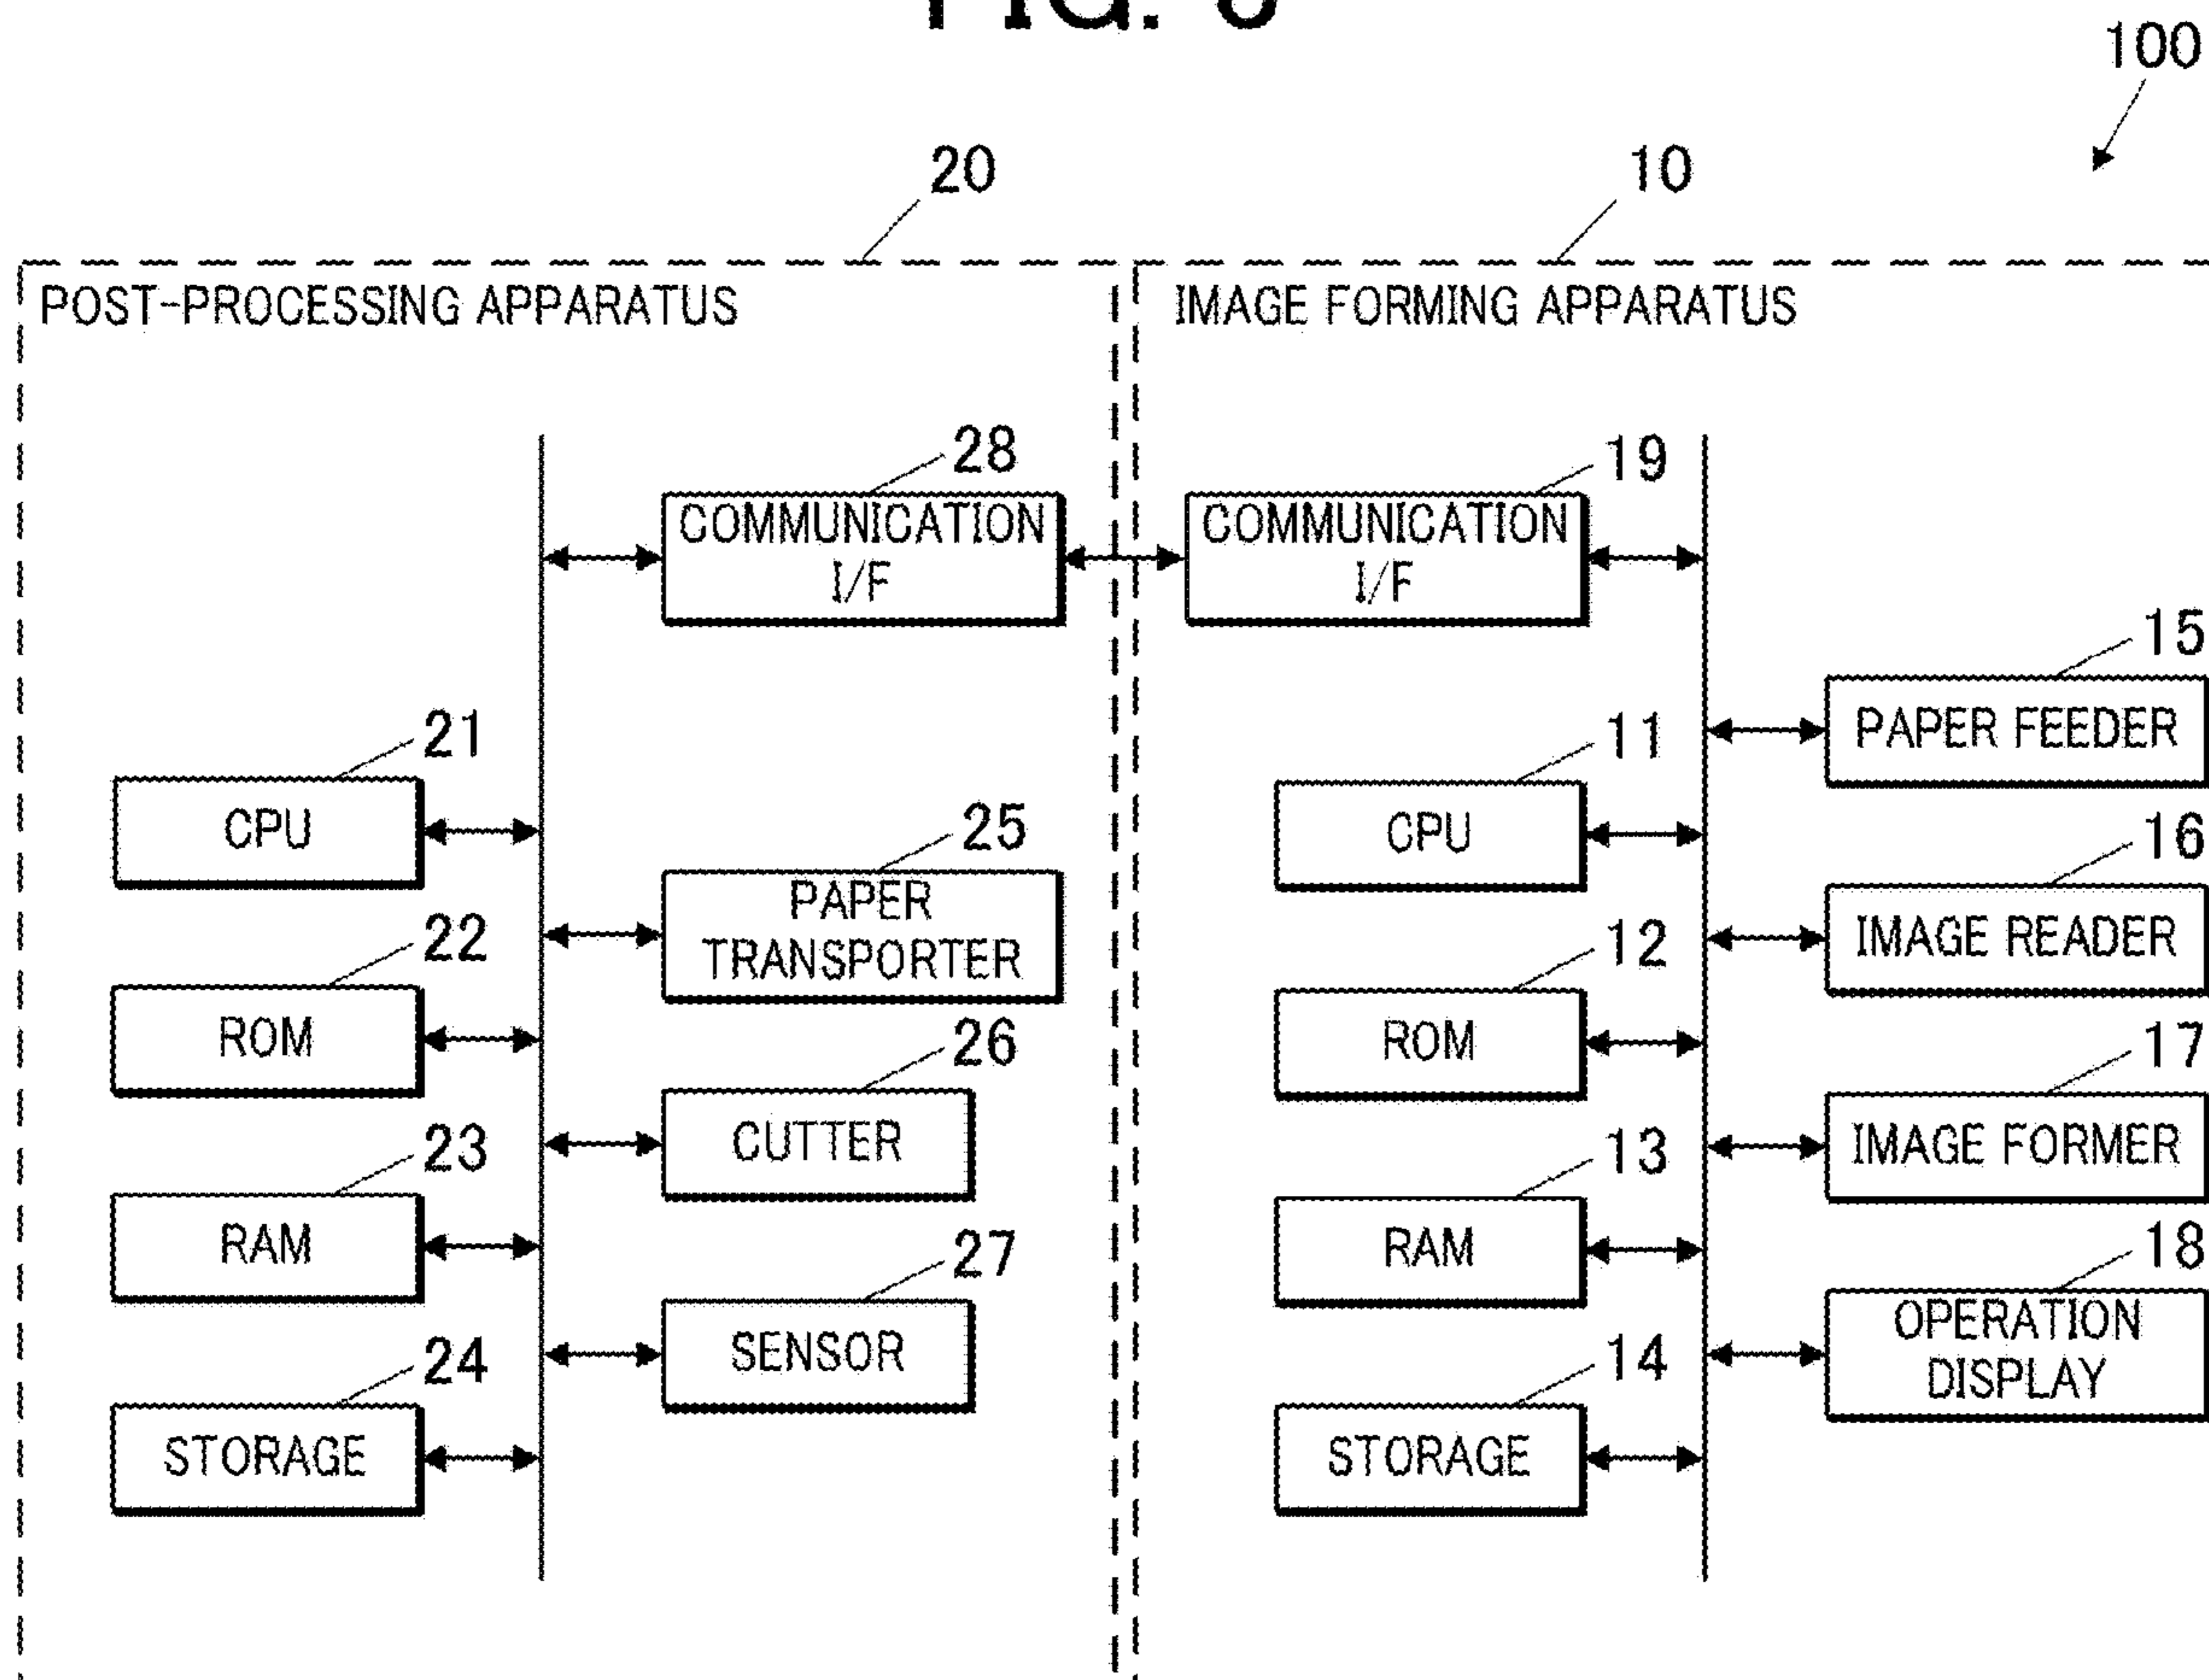 100
20
10
POST-PROCESSING APPARATUS
IMAGE FORMING APPARATUS
28
COMMUNICATION
I/F
19
COMMUNICATION
I/F
15
PAPER FEEDER
21
CPU
11
CPU
25
PAPER
TRANSPORTER
16
IMAGE READER
22
ROM
12
ROM
26
CUTTER
17
IMAGE FORMER
23
RAM
13
RAM
27
SENSOR
18
OPERATION
DISPLAY
24
STORAGE
14
STORAGE